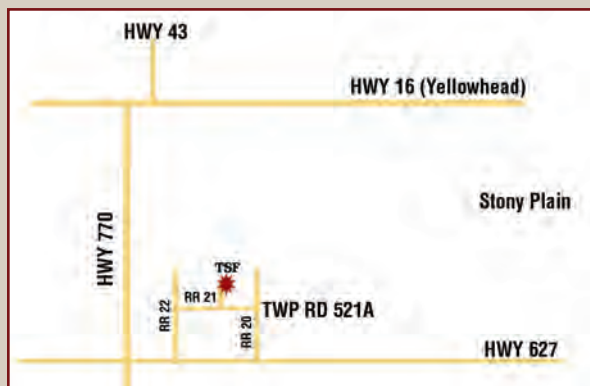 HWY 43
HWY 16 (Yellowhead)
Stony Plain
HWY 770
TSF
RR 21
RR 22
RR 20
TWP RD 521A
HWY 627